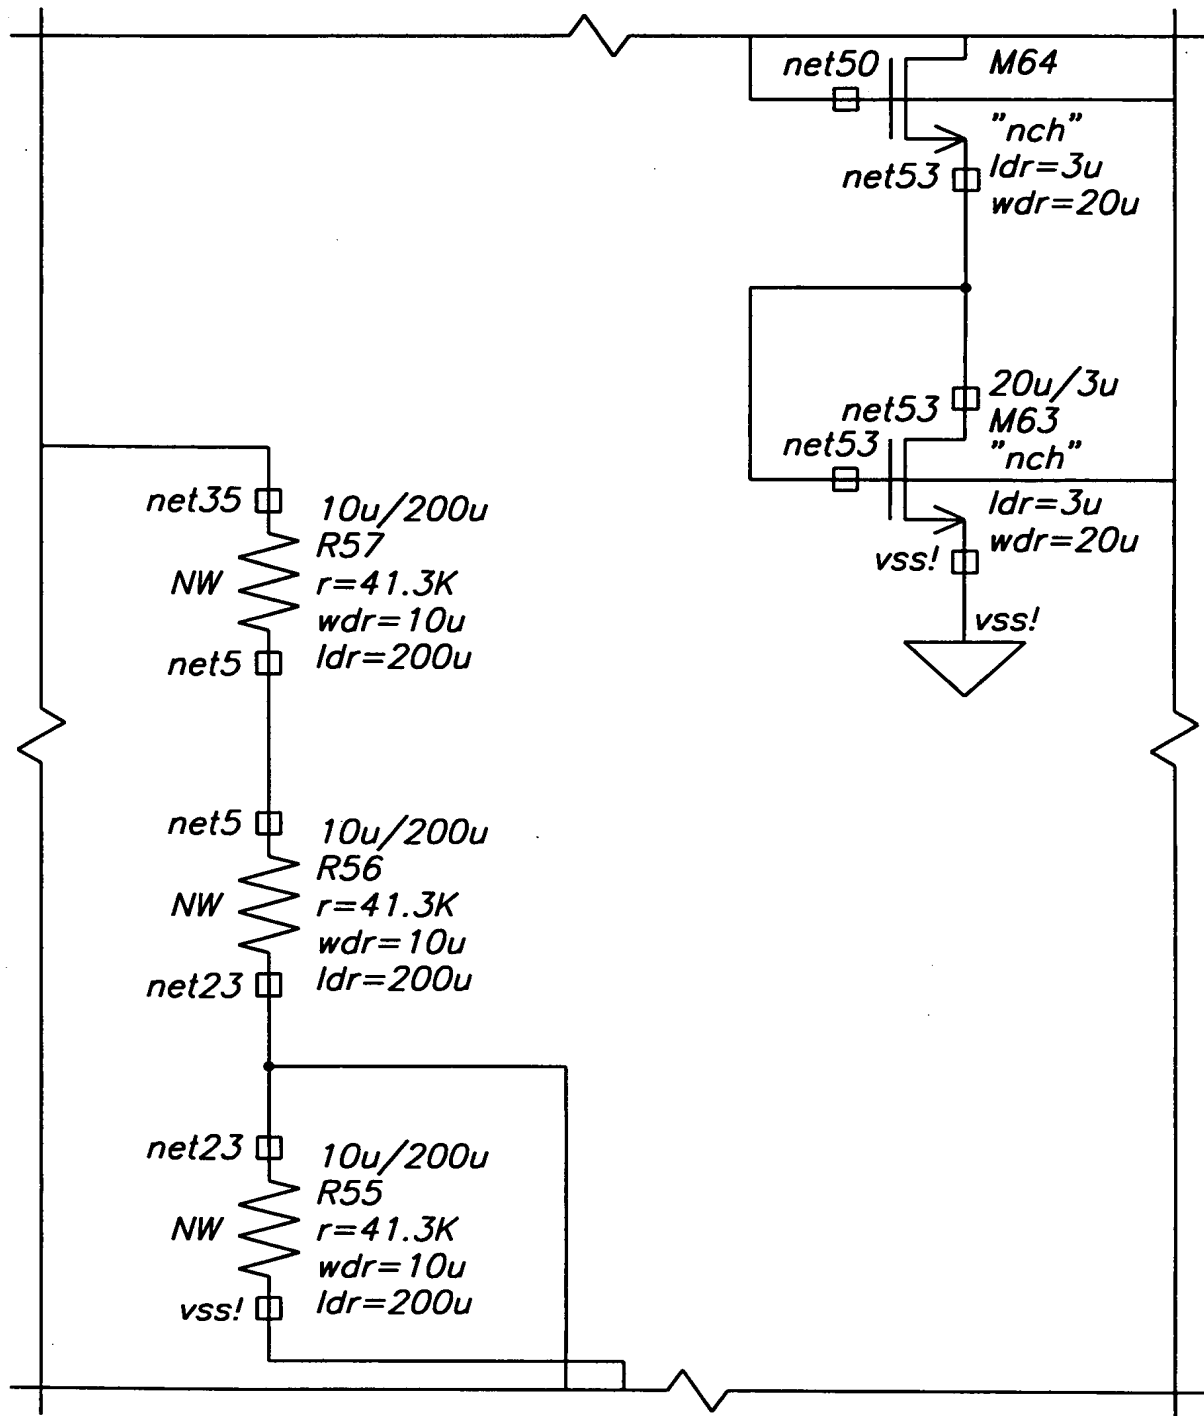 net50
M64
"nch"
net53
ldr=3u
wdr=20u
20u/3u
net53
M63
net53
"nch"
ldr=3u
wdr=20u
vss!
vss!
net35
10u/200u
R57
NW
r=41.3K
wdr=10u
net5
ldr=200u
net5
10u/200u
R56
NW
r=41.3K
wdr=10u
net23
ldr=200u
net23
10u/200u
R55
NW
r=41.3K
wdr=10u
vss!
ldr=200u